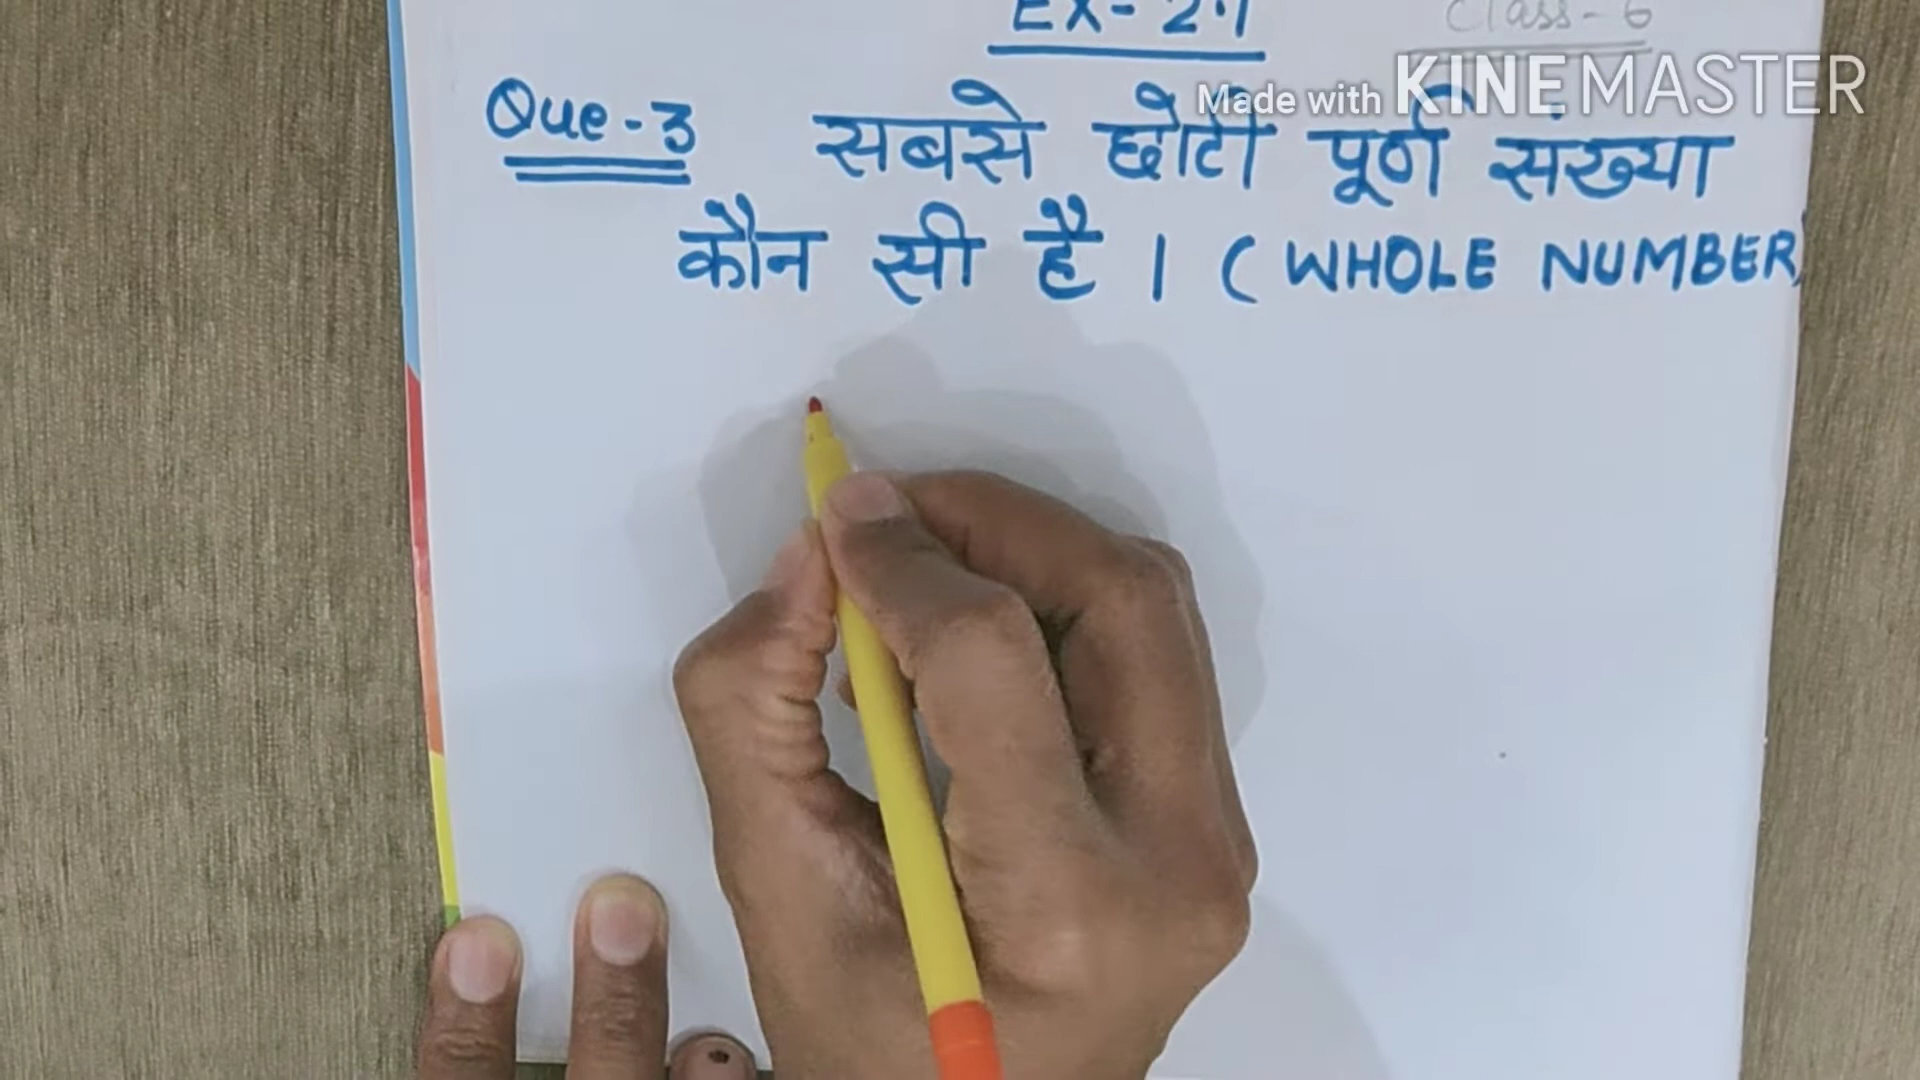 Ex-2.1
Class-6
Made with KINEMASTER
Que-3 सबसे छोटी पूर्ण संख्या
कौन सी है । (WHOLE NUMBER)